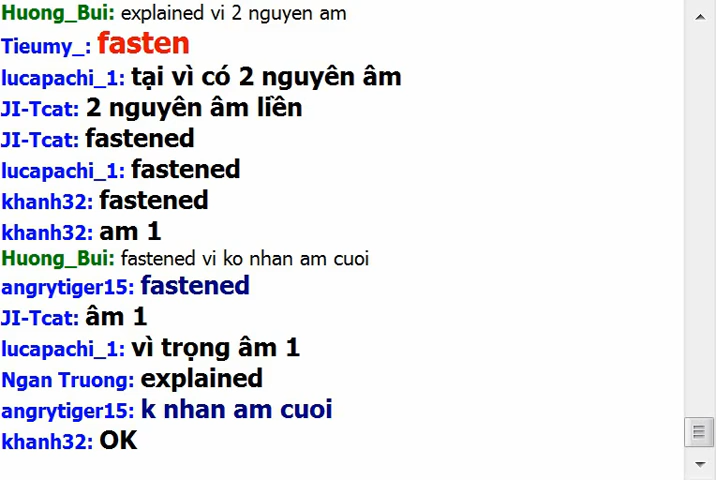 Huong_Bui: explained vi 2 nguyen am
Tieumy_: fasten
lucapachi_1: tại vì có 2 nguyên âm
JI-Tcat: 2 nguyên âm liền
JI-Tcat: fastened
lucapachi_1: fastened
khanh32: fastened
khanh32: am 1
Huong_Bui: fastened vi ko nhan am cuoi
angrytiger15: fastened
JI-Tcat: âm 1
lucapachi_1: vì trọng âm 1
Ngan Truong: explained
angrytiger15: k nhan am cuoi
khanh32: OK